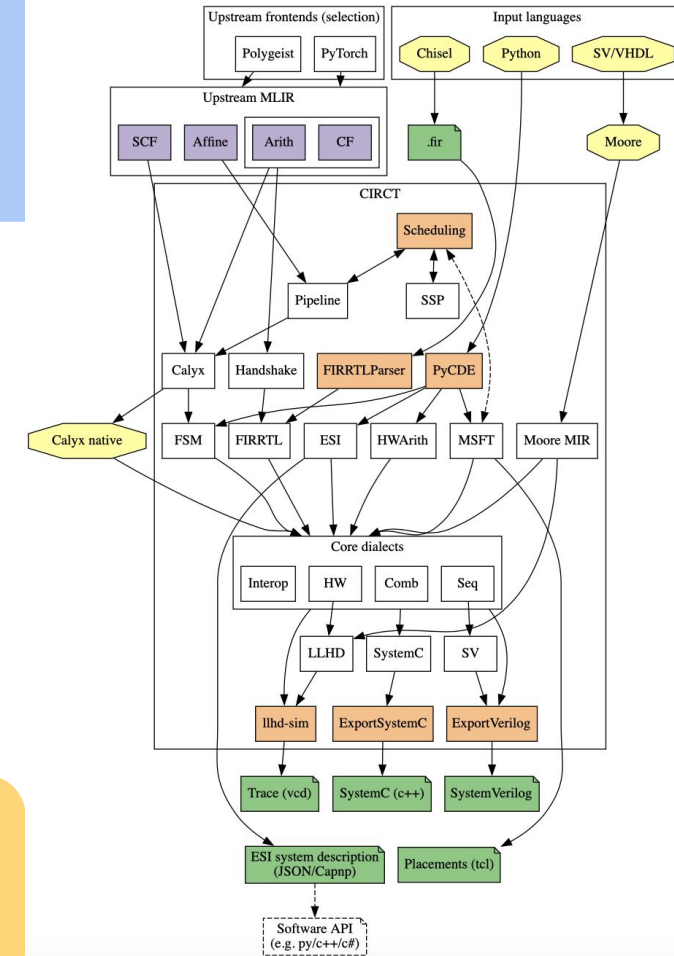 Upstream frontends (selection)
Input languages
Polygeist
PyTorch
Chisel
Python
SV/VHDL
Upstream MLIR
SCF
Affine
Arith
CF
.fir
Moore
CIRCT
Scheduling
Pipeline
SSP
Calyx
Handshake
FIRRTLParser
PyCDE
Calyx native
FSM
FIRRTL
ESI
HWArith
MSFT
Moore MIR
Core dialects
Interop
HW
Comb
Seq
LLHD
SystemC
SV
llhd-sim
ExportSystemC
ExportVerilog
Trace (vcd)
SystemC (c++)
SystemVerilog
ESI system description
(JSON/Capnp)
Placements (tcl)
Software API
(e.g. py/c++/c#)